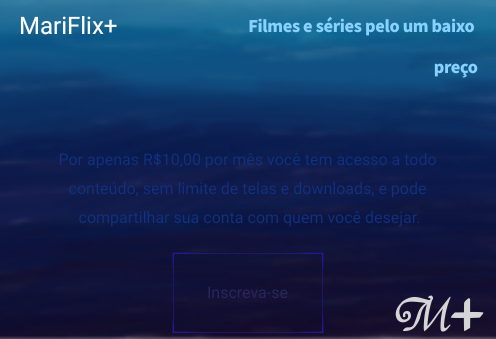 MariFlix+
Filmes e séries pelo um baixo
preço
Por apenas R$10,00 por mês você tem acesso a todo
conteúdo, sem limite de telas e downloads, e pode
compartilhar sua conta com quem você desejar.
Inscreva-se
M+